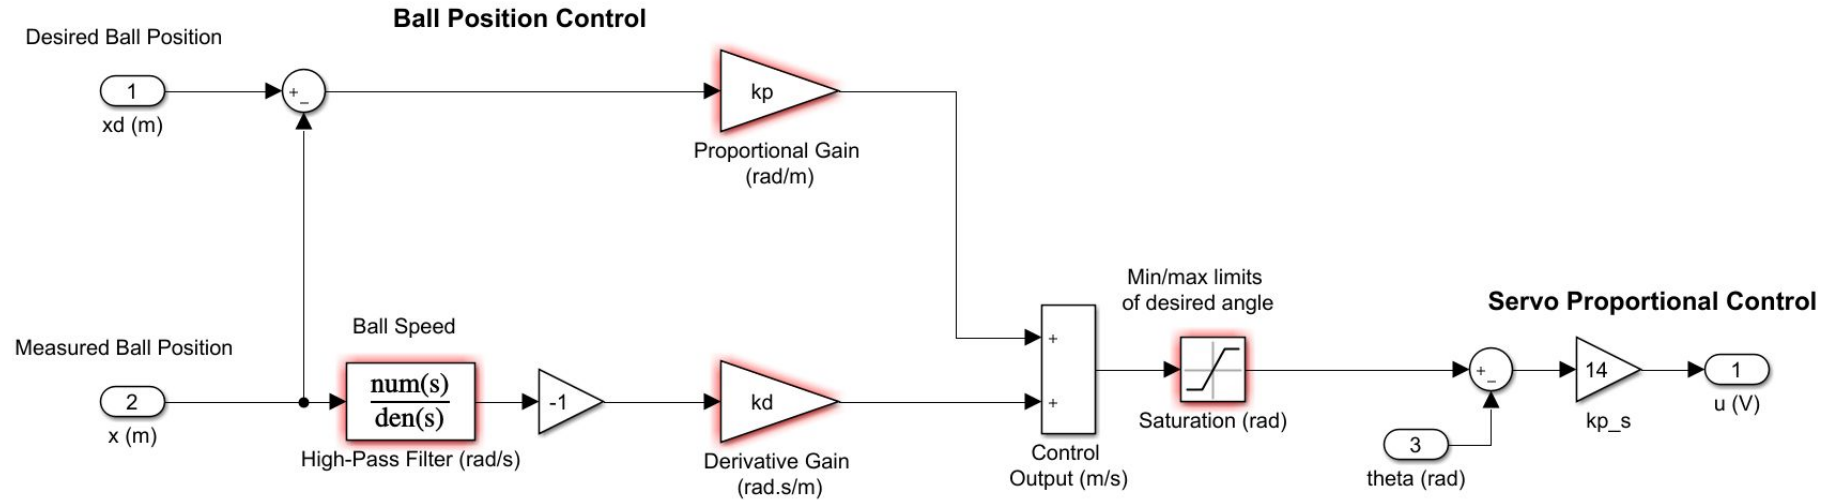 Ball Position Control
Desired Ball Position
1
xd (m)
+
_
kp
Proportional Gain
(rad/m)
Measured Ball Position
2
x (m)
Ball Speed
num(s)
den(s)
High-Pass Filter (rad/s)
-1
kd
Derivative Gain
(rad.s/m)
+
+
Control
Output (m/s)
Min/max limits
of desired angle
Saturation (rad)
Servo Proportional Control
+
_
3
theta (rad)
14
kp_s
1
u (V)